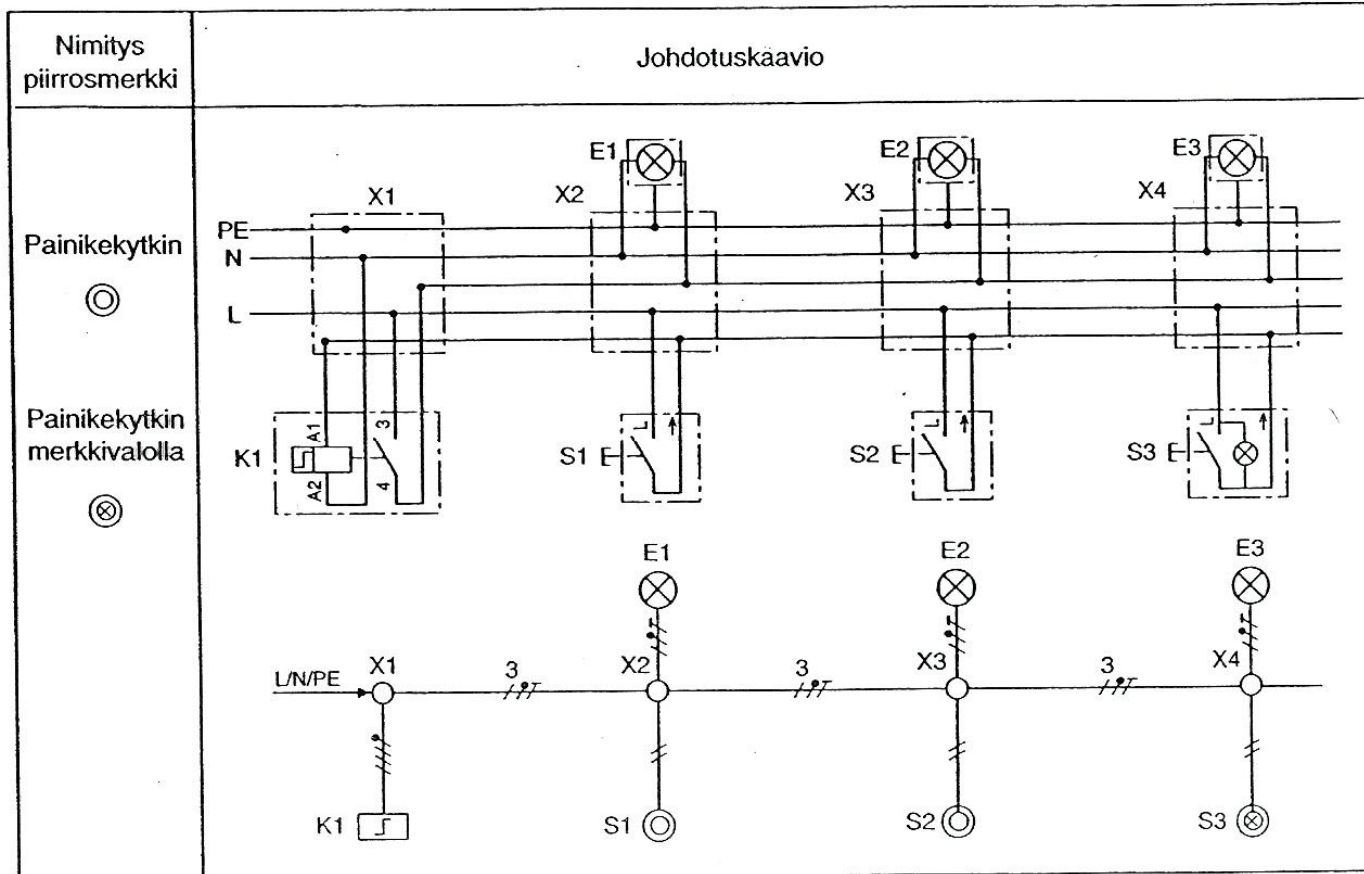 Nimitys
piirrosmerkki
Johdotuskaavio
Painikekytkin
Painikekytkin
merkkivalolla
E1
E2
E3
X1
X2
X3
X4
PE
N
L
K1
A1
A2
3
4
S1
L
S2
L
S3
L
E1
E2
E3
L/N/PE
X1
3
X2
3
X3
3
X4
K1
S1
S2
S3